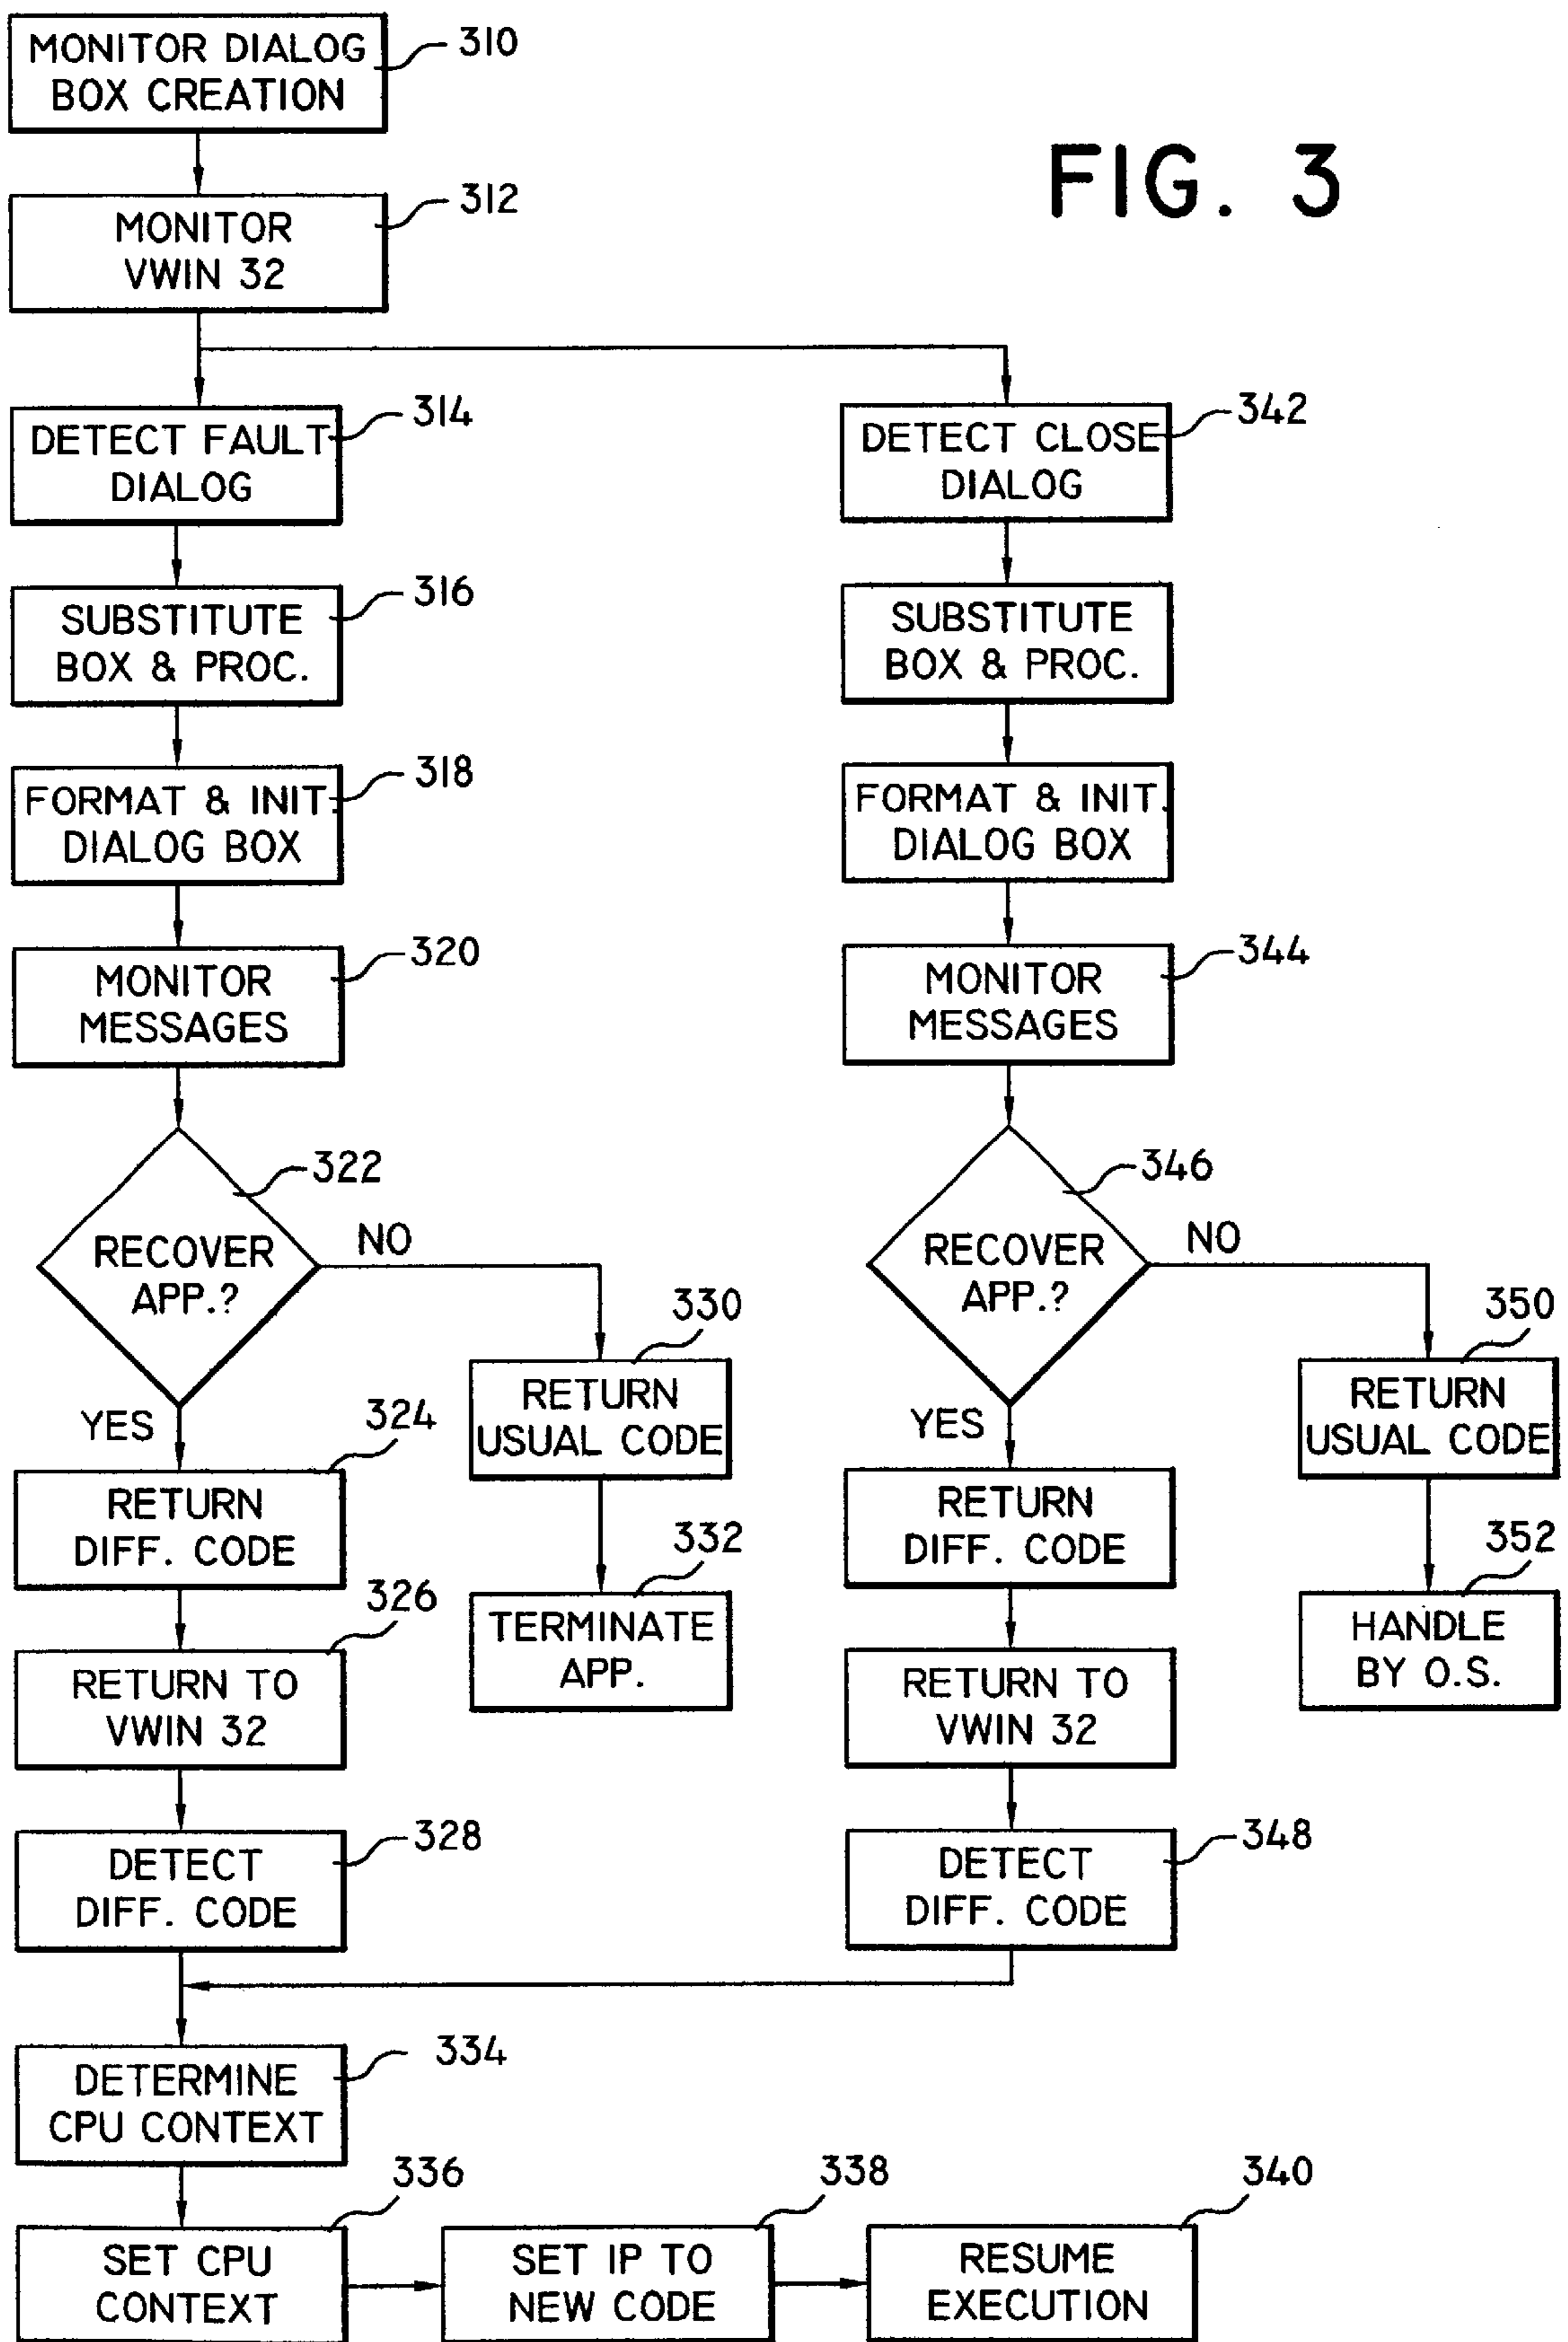 MONITOR DIALOG
BOX CREATION
310
FIG. 3
MONITOR
VWIN 32
312
DETECT FAULT
DIALOG
314
SUBSTITUTE
BOX & PROC.
316
FORMAT & INIT.
DIALOG BOX
318
MONITOR
MESSAGES
320
RECOVER
APP.?
322
NO
YES
330
RETURN
USUAL CODE
332
TERMINATE
APP.
324
RETURN
DIFF. CODE
326
RETURN TO
VWIN 32
DETECT
DIFF. CODE
328
DETECT CLOSE
DIALOG
342
SUBSTITUTE
BOX & PROC.
FORMAT & INIT.
DIALOG BOX
MONITOR
MESSAGES
344
RECOVER
APP.?
346
NO
YES
350
RETURN
USUAL CODE
352
HANDLE
BY O.S.
RETURN
DIFF. CODE
RETURN TO
VWIN 32
DETECT
DIFF. CODE
348
DETERMINE
CPU CONTEXT
334
336
SET CPU
CONTEXT
338
SET IP TO
NEW CODE
340
RESUME
EXECUTION